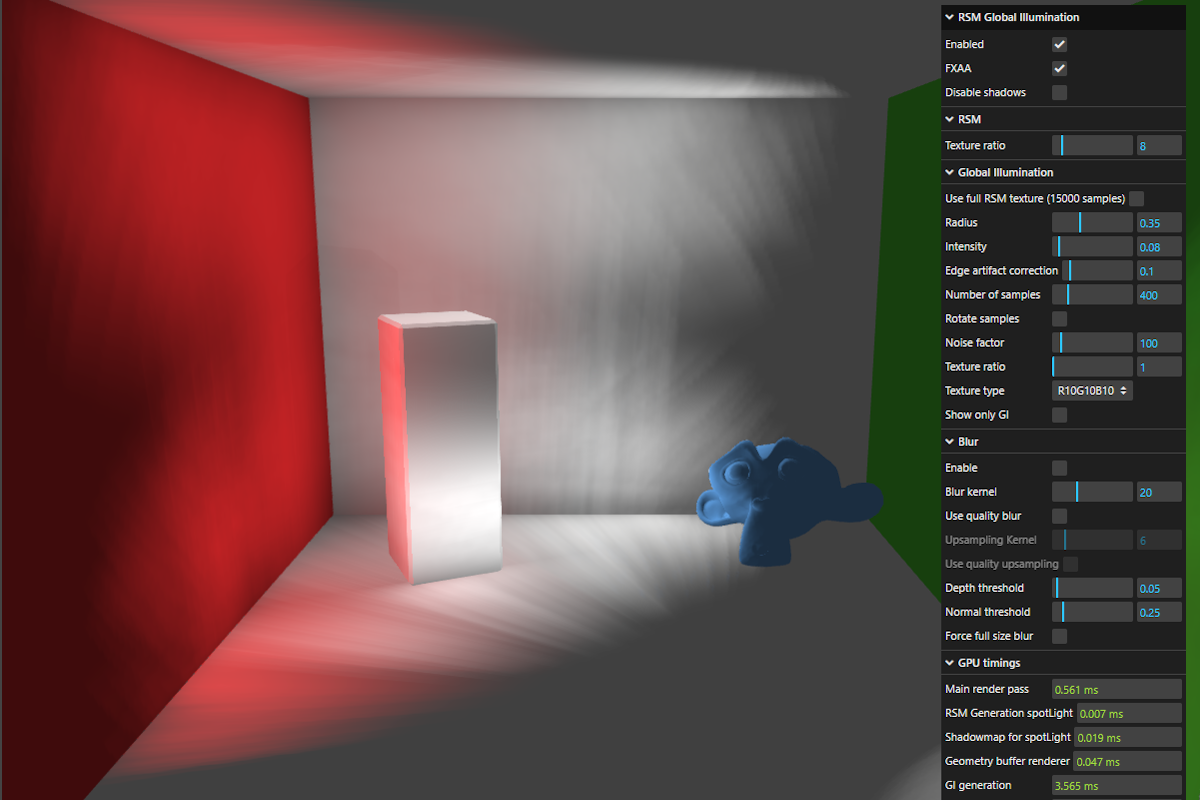 RSM Global Illumination
Enabled
FXAA
Disable shadows
RSM
Texture ratio 8
Global Illumination
Use full RSM texture (15000 samples)
Radius 0.35
Intensity 0.08
Edge artifact correction 0.1
Number of samples 400
Rotate samples
Noise factor 100
Texture ratio 1
Texture type R10G10B10
Show only GI
Blur
Enable
Blur kernel 20
Use quality blur
Upsampling Kernel 6
Use quality upsampling
Depth threshold 0.05
Normal threshold 0.25
Force full size blur
GPU timings
Main render pass 0.561 ms
RSM Generation spotLight 0.007 ms
Shadowmap for spotLight 0.019 ms
Geometry buffer renderer 0.047 ms
GI generation 3.565 ms